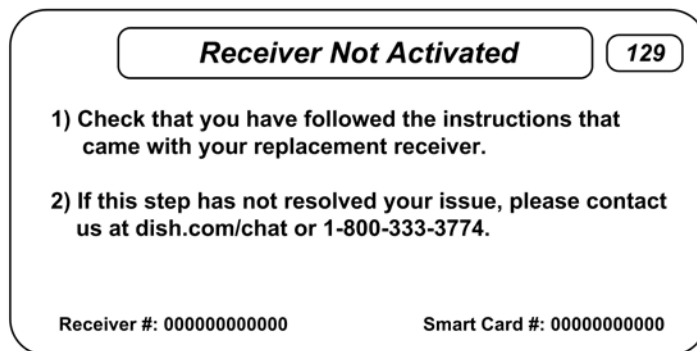 Receiver Not Activated 129
1) Check that you have followed the instructions that
came with your replacement receiver.
2) If this step has not resolved your issue, please contact
us at dish.com/chat or 1-800-333-3774.
Receiver #: 000000000000 Smart Card #: 00000000000